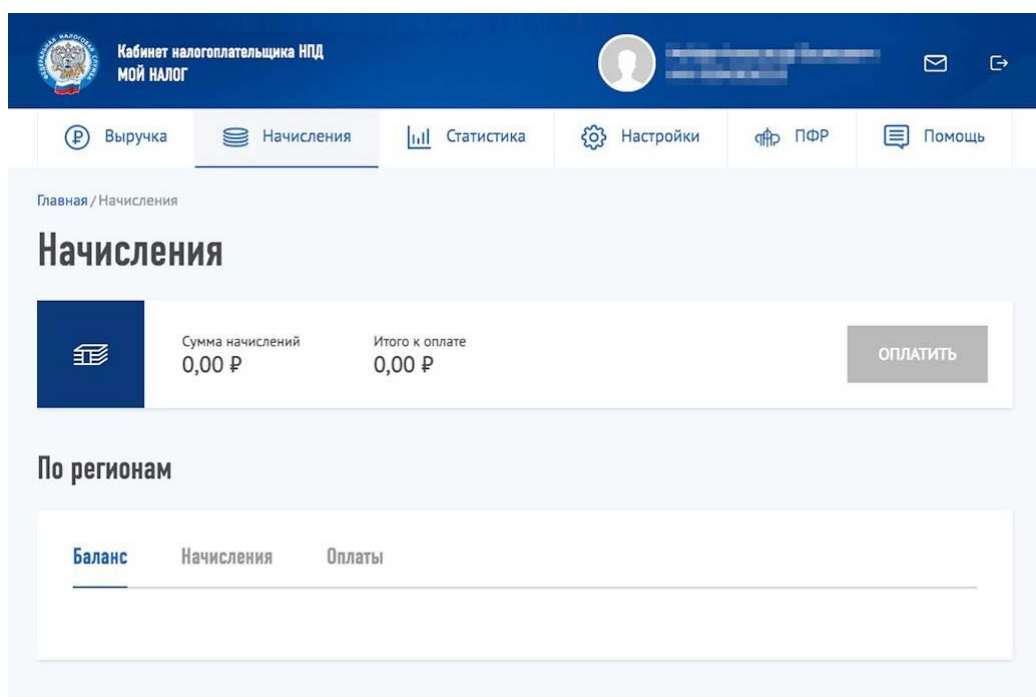 Кабинет налогоплательщика НПД
МОЙ НАЛОГ
Выручка Начисления Статистика Настройки ПФР Помощь
Главная / Начисления
Начисления
Сумма начислений Итого к оплате
0,00 ₽ 0,00 ₽
ОПЛАТИТЬ
По регионам
Баланс Начисления Оплаты